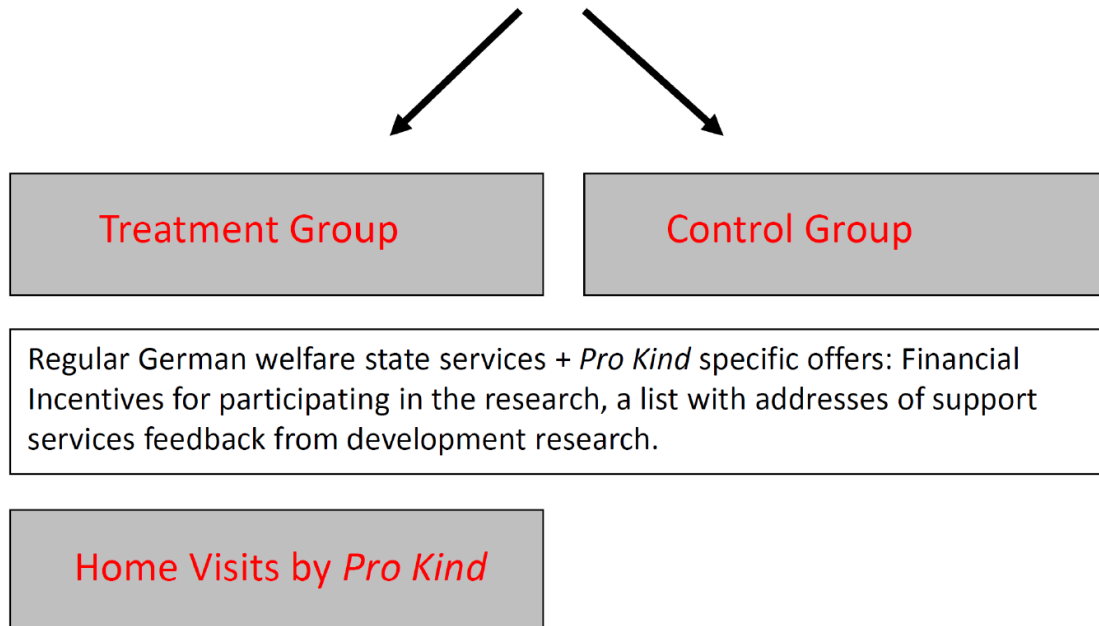 Treatment Group
Control Group
Regular German welfare state services + Pro Kind specific offers: Financial
Incentives for participating in the research, a list with addresses of support
services feedback from development research.
Home Visits by Pro Kind